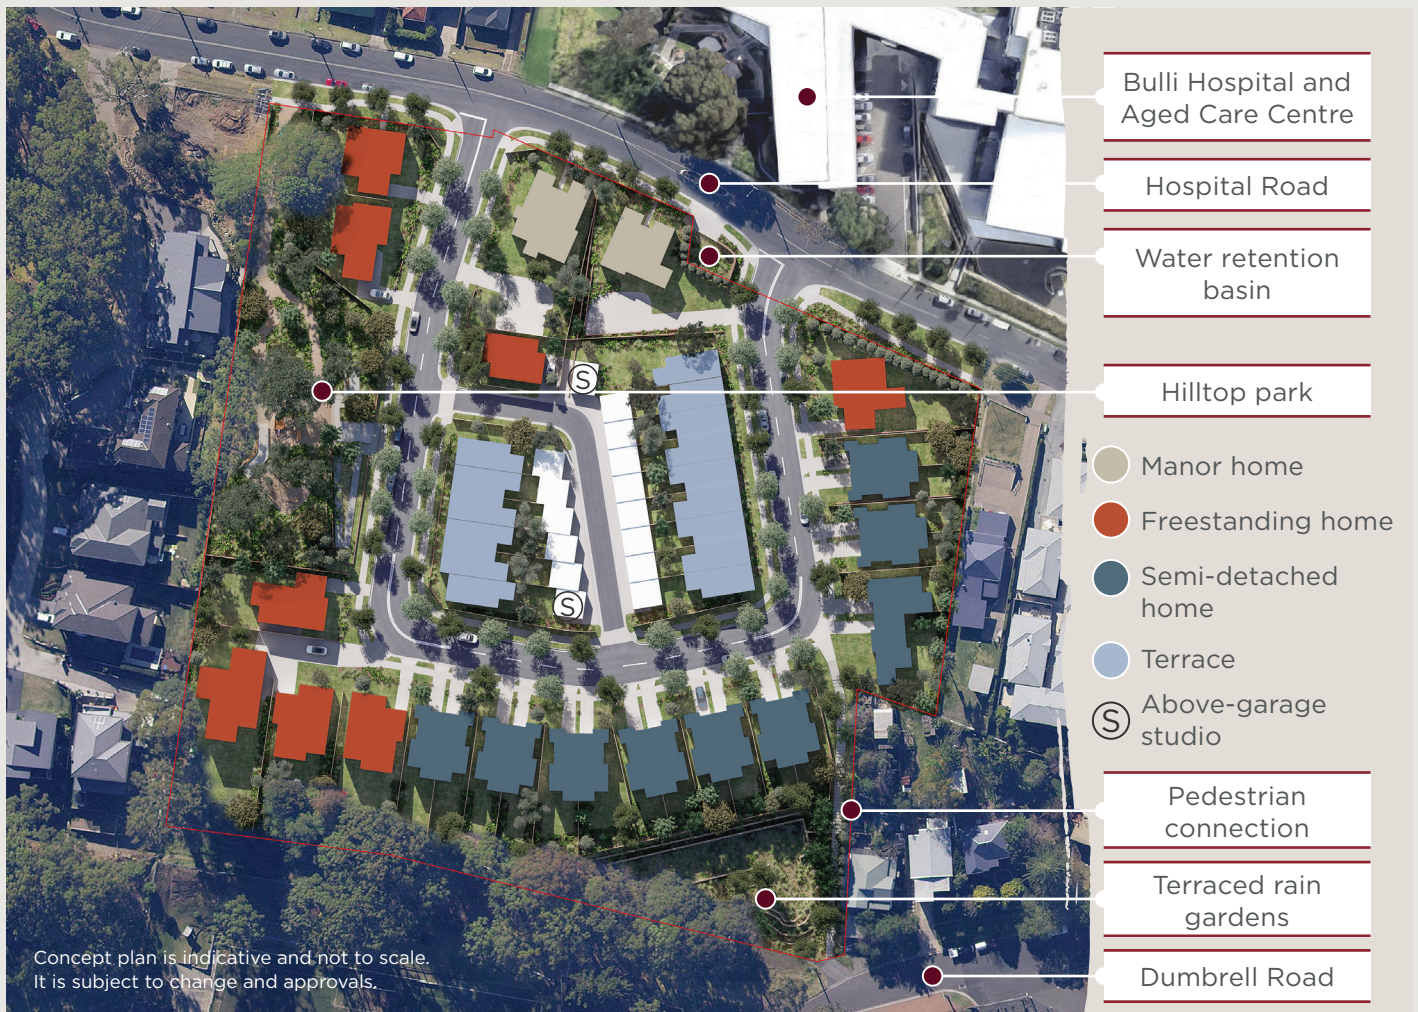 Bulli Hospital and
Aged Care Centre
Hospital Road
Water retention
basin
Hilltop park
Manor home
Freestanding home
Semi-detached
home
Terrace
S
Above-garage
studio
S
S
Pedestrian
connection
Terraced rain
gardens
Dumbrell Road
Concept plan is indicative and not to scale.
It is subject to change and approvals.